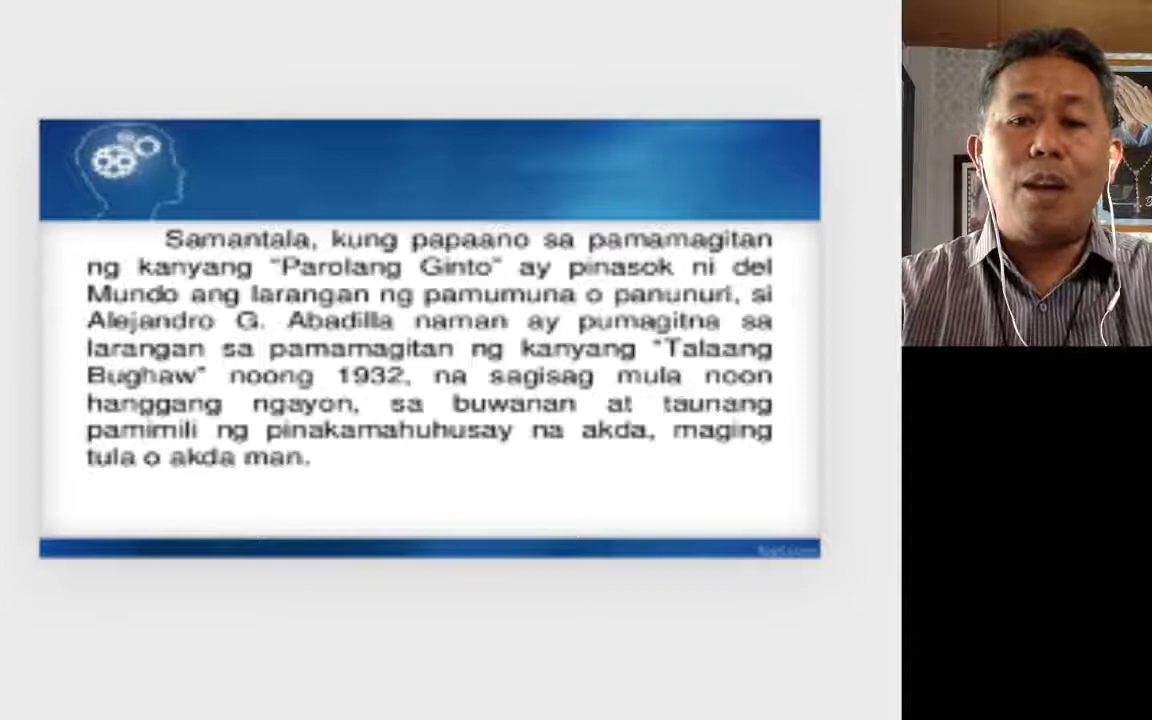 Samantala, kung papaano sa pamamagitan
ng kanyang "Parolang Ginto" ay pinasok ni del
Mundo ang larangan ng pamumuna o panunuri, si
Alejandro G. Abadilla naman ay pumagitna sa
larangan sa pamamagitan ng kanyang "Talaang
Bughaw" noong 1932, na sagisag mula noon
hanggang ngayon, sa buwanan at taunang
pamimili ng pinakamahuhusay na akda, maging
tula o akda man.